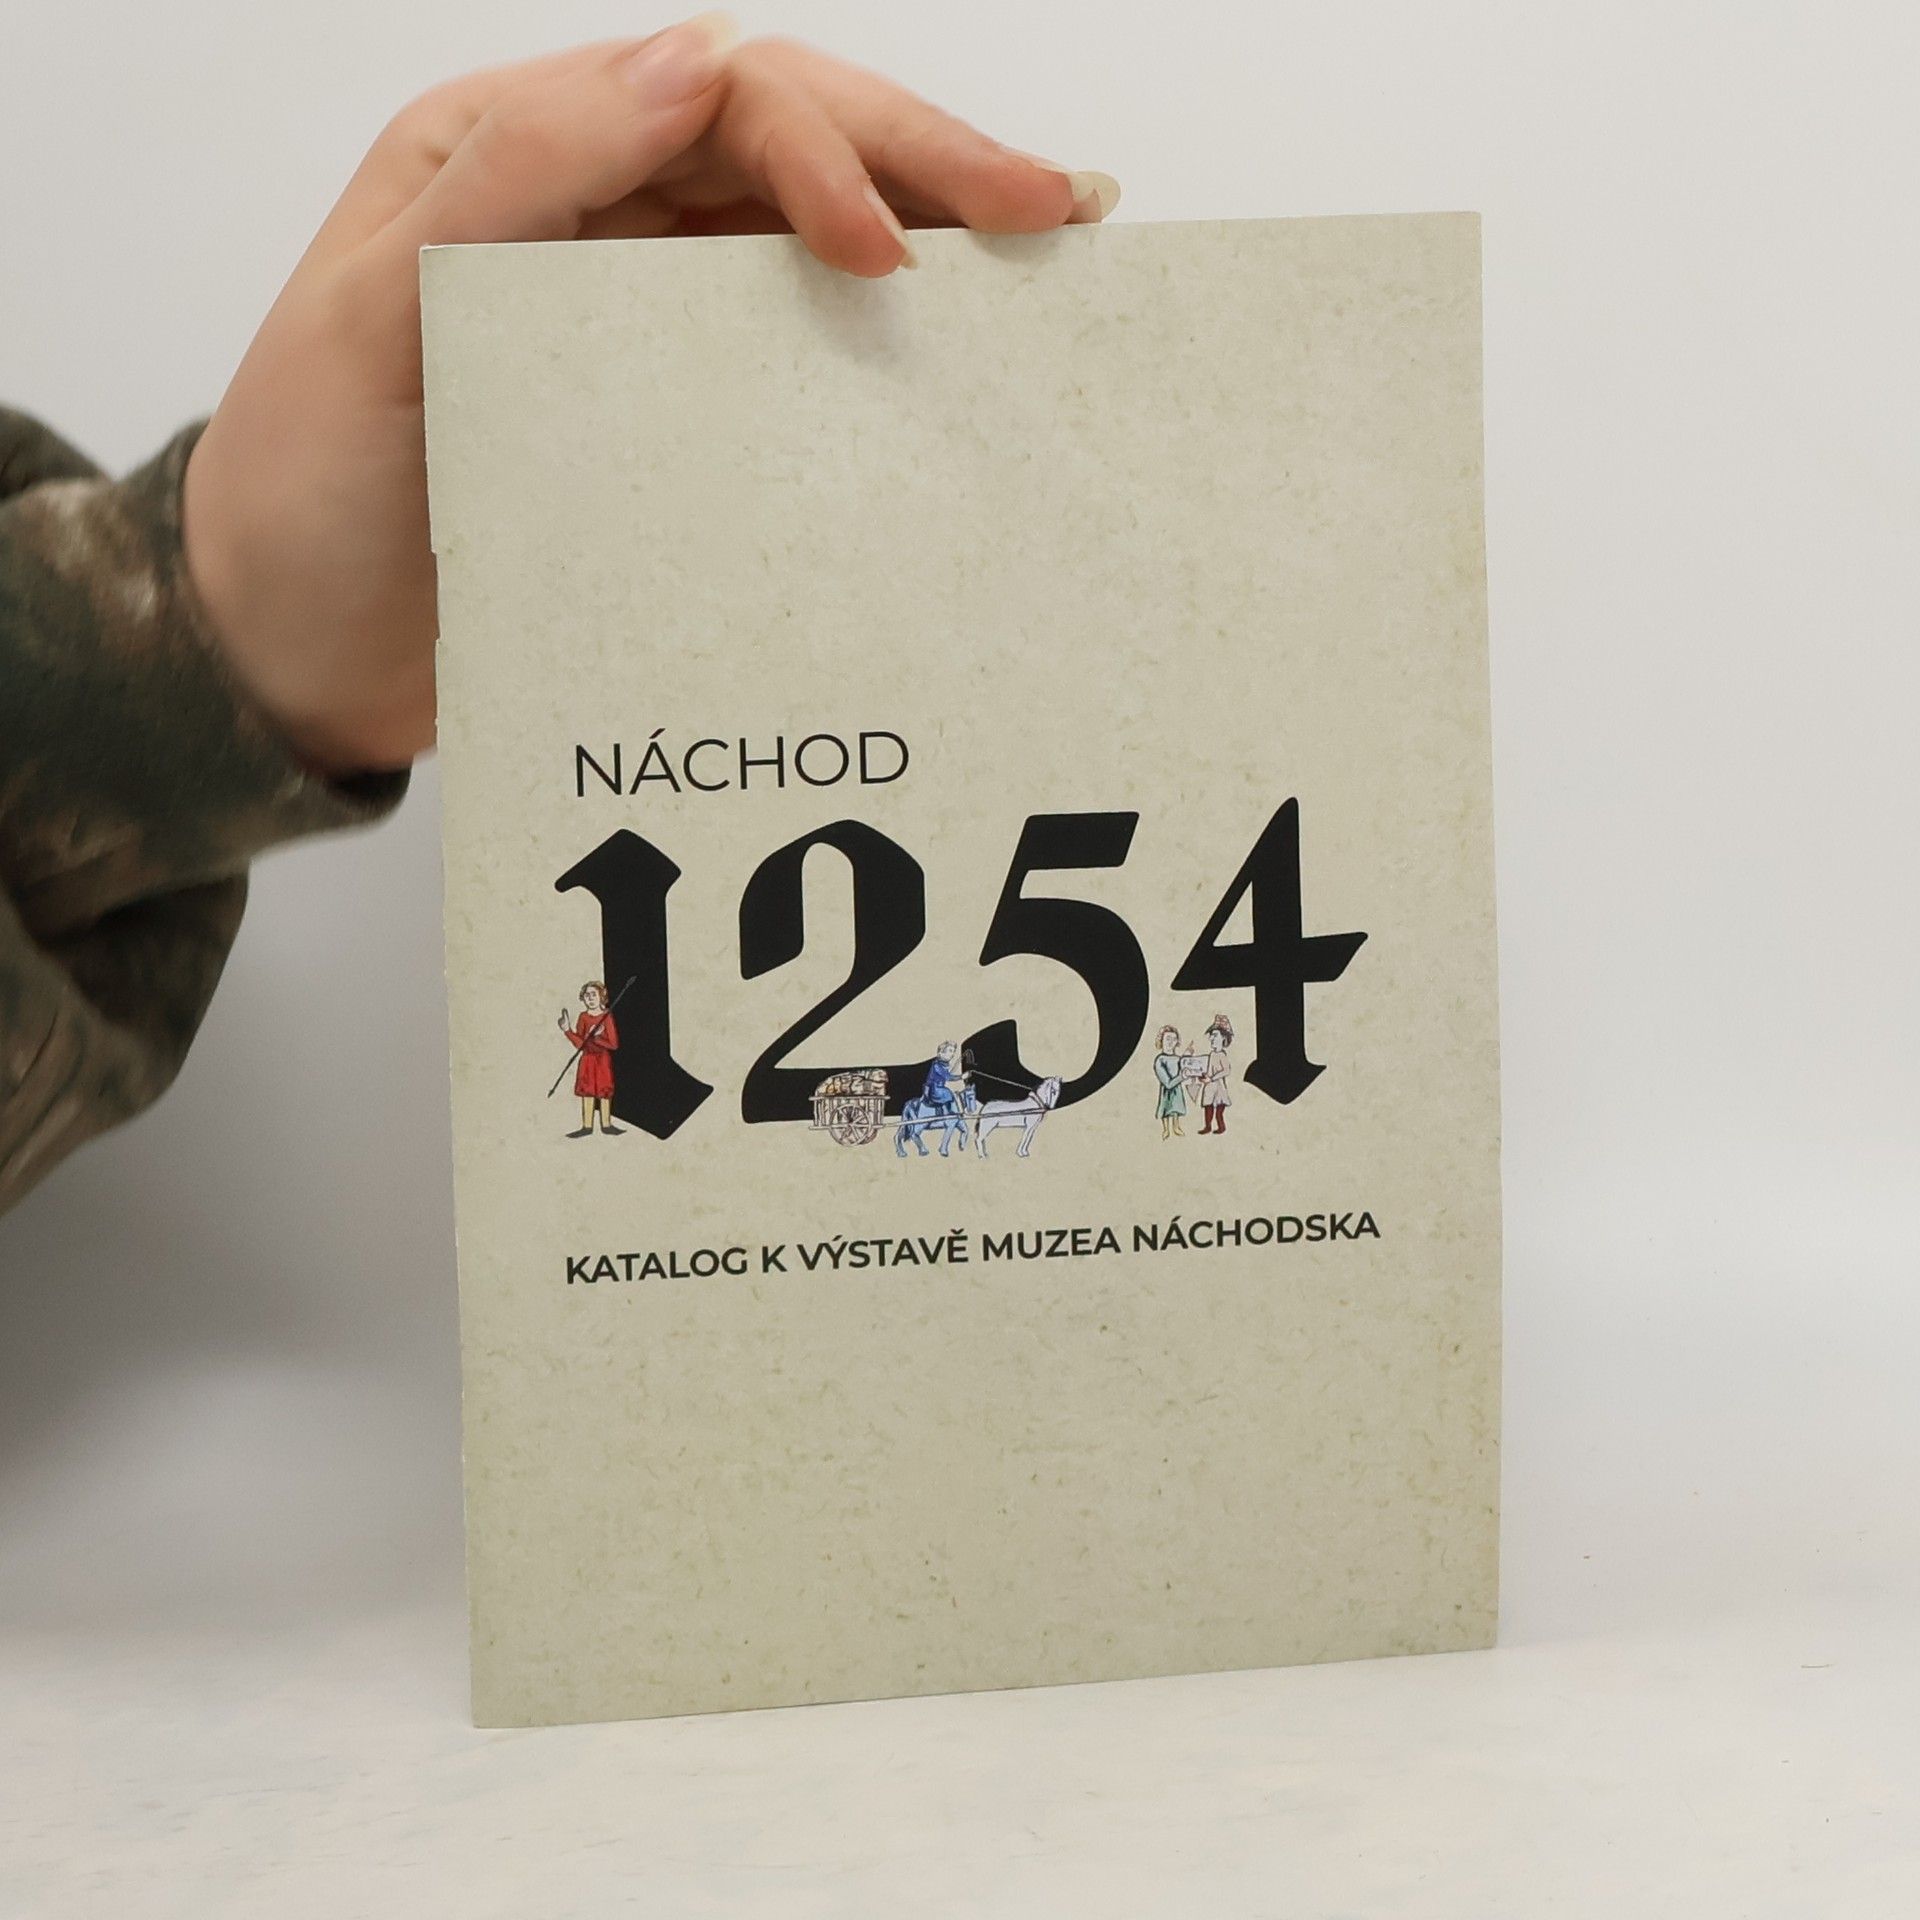 NÁCHOD
1254
KATALOG K VÝSTAVĚ MUZEA NÁCHODSKA